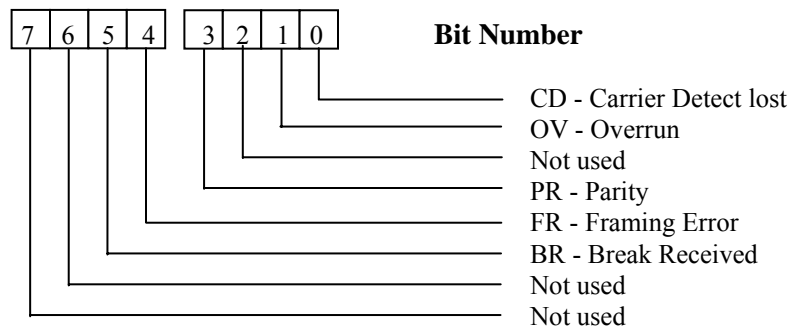 7 6 5 4 3 2 1 0 Bit Number
CD - Carrier Detect lost
OV - Overrun
Not used
PR - Parity
FR - Framing Error
BR - Break Received
Not used
Not used